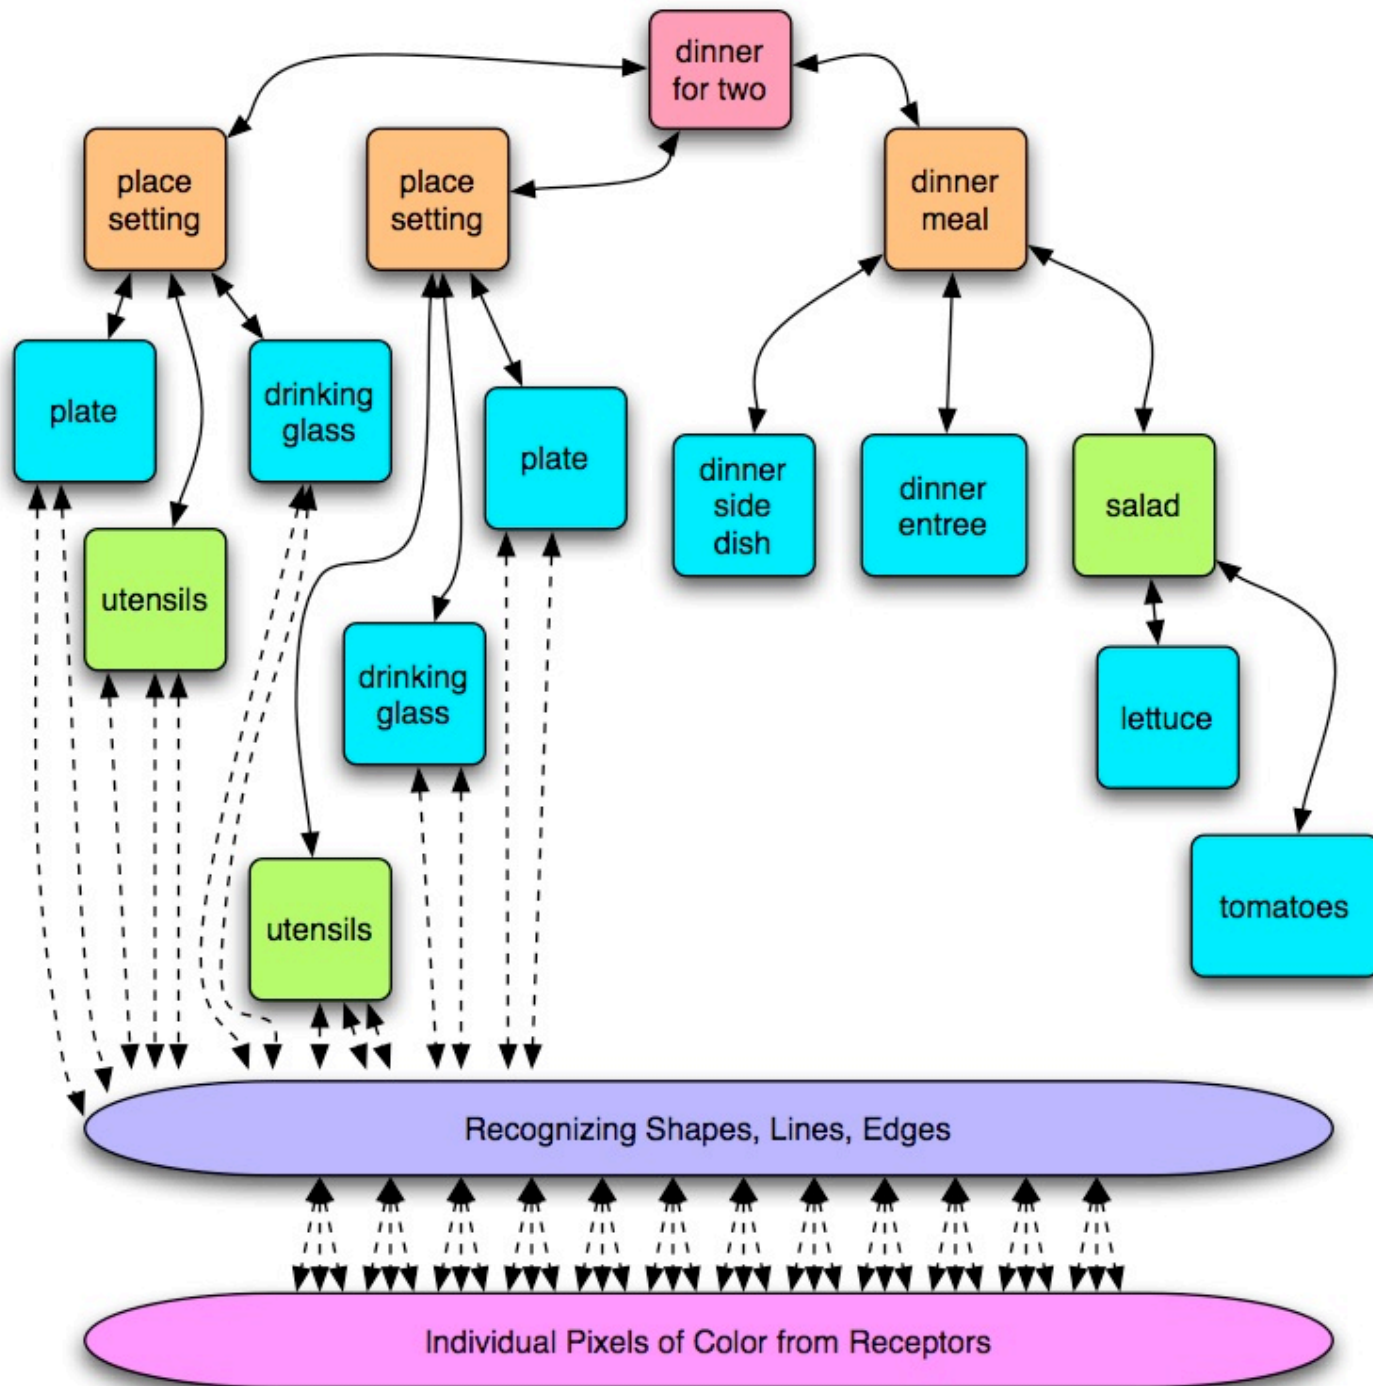 dinner
for two
place
setting
place
setting
dinner
meal
plate
drinking
glass
plate
dinner
side
dish
dinner
entree
salad
utensils
drinking
glass
lettuce
utensils
tomatoes
Recognizing Shapes, Lines, Edges
Individual Pixels of Color from Receptors